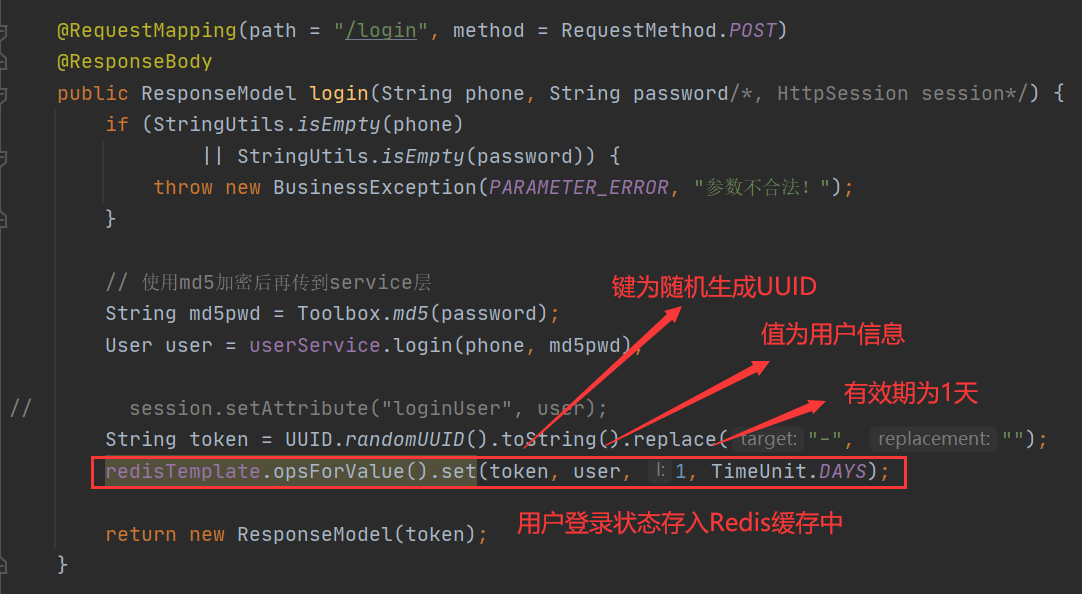 @RequestMapping(path = "/login", method = RequestMethod.POST)
@ResponseBody
public ResponseModel login(String phone, String password/*, HttpSession session*/) {
if (StringUtils.isEmpty(phone)
|| StringUtils.isEmpty(password)) {
throw new BusinessException(PARAMETER_ERROR, "参数不合法！");
}
// 使用md5加密后再传到service层
键为随机生成UUID
String md5pwd = Toolbox.md5(password);
值为用户信息
User user = userService.login(phone, md5pwd);
有效期为1天
// session.setAttribute("loginUser", user);
String token = UUID.randomUUID().toString().replace( target: "-", replacement: "");
redisTemplate.opsForValue().set(token, user, l: 1, TimeUnit.DAYS);
用户登录状态存入Redis缓存中
return new ResponseModel(token);
}